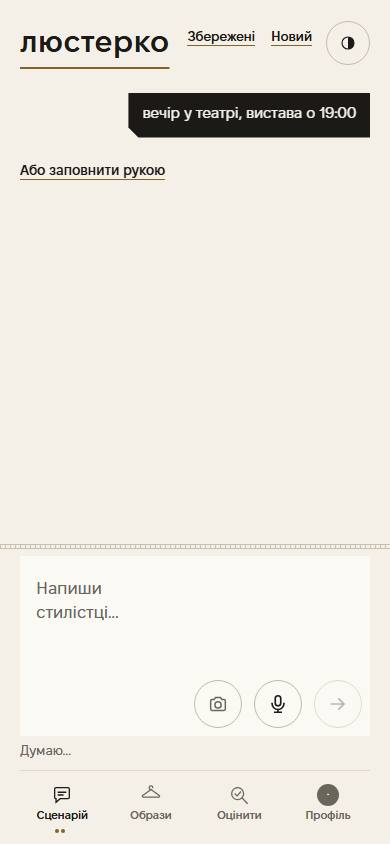 люстерко
Збережені
Новий
вечір у театрі, вистава о 19:00
Або заповнити рукою
Напиши
стилістці...
Думаю...
Сценарій
Образи
Оцінити
Профіль